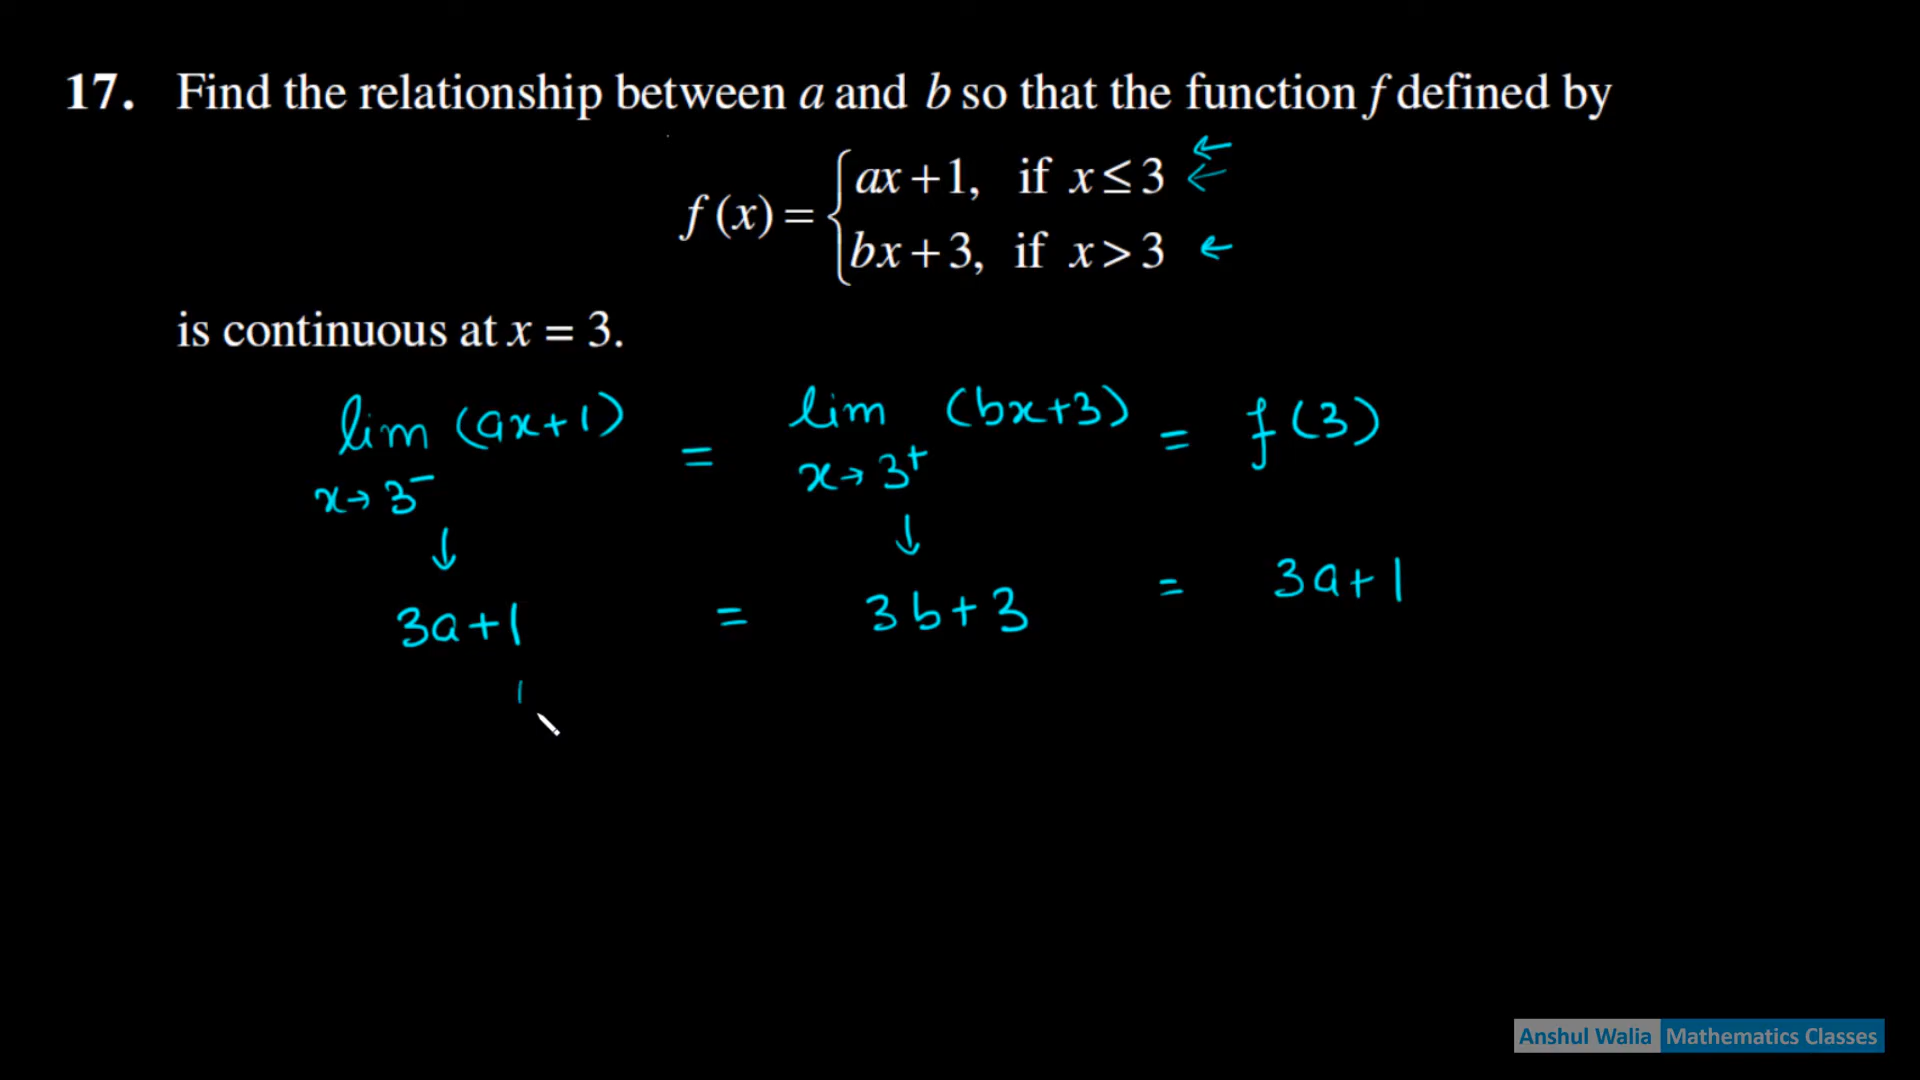 17. Find the relationship between a and b so that the function f defined by
f(x) = { ax + 1, if x ≤ 3
bx + 3, if x > 3
is continuous at x = 3.
lim (ax+1) = lim (bx+3) = f(3)
x→3⁻ x→3⁺
↓ ↓
3a+1 = 3b+3 = 3a+1
Anshul Walia Mathematics Classes